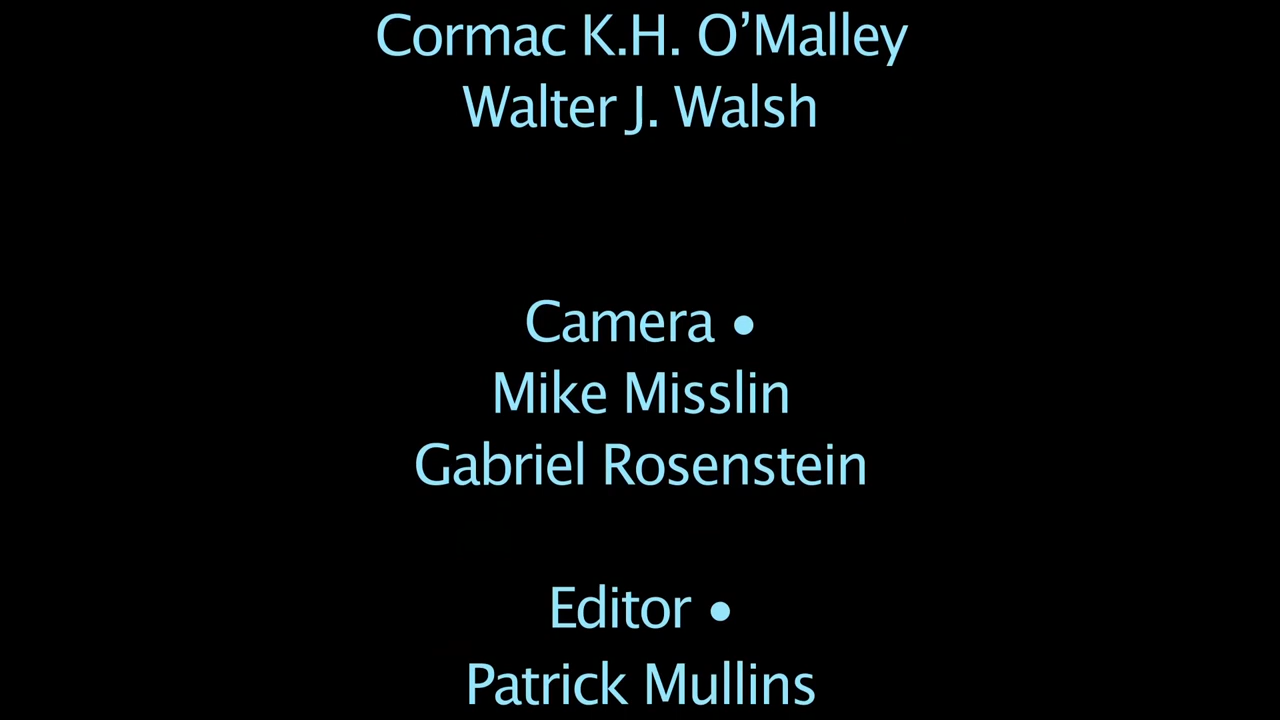 Cormac K.H. O’Malley
Walter J. Walsh
Camera •
Mike Misslin
Gabriel Rosenstein
Editor •
Patrick Mullins